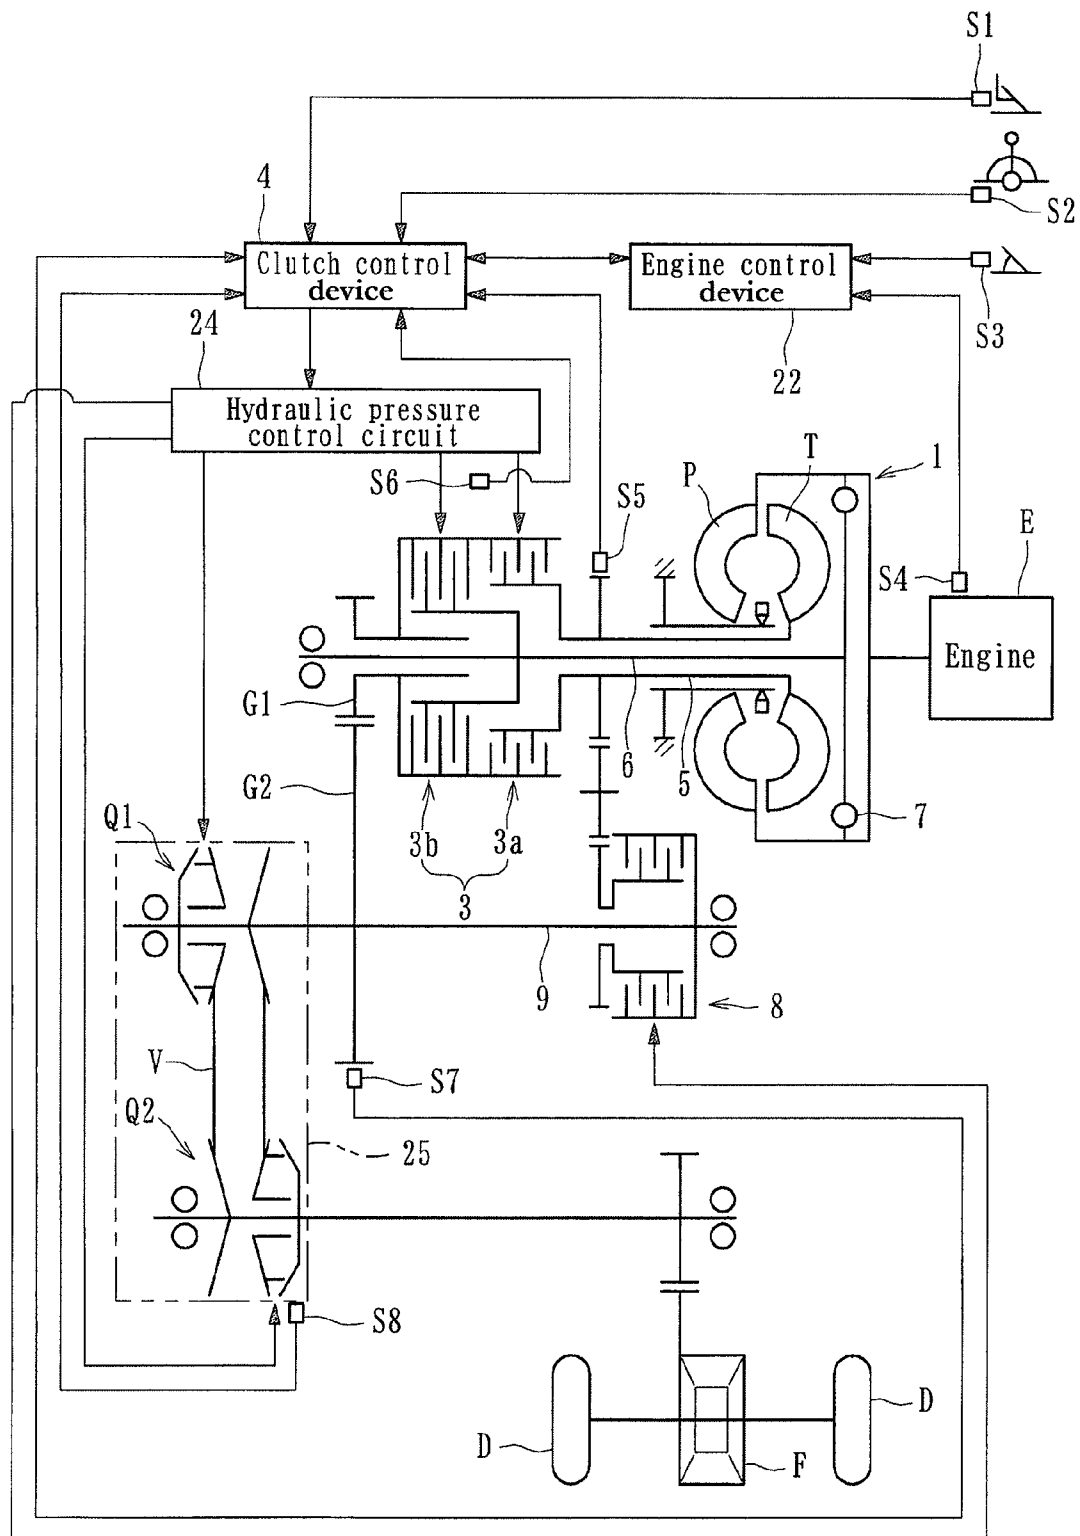 S1
4
S2
Clutch control
device
Engine control
device
S3
24
22
Hydraulic pressure
control circuit
S6
P
T
1
S5
S4
E
Engine
G1
G2
6
5
7
Q1
3b
3a
3
9
8
V
S7
Q2
25
S8
D
D
F